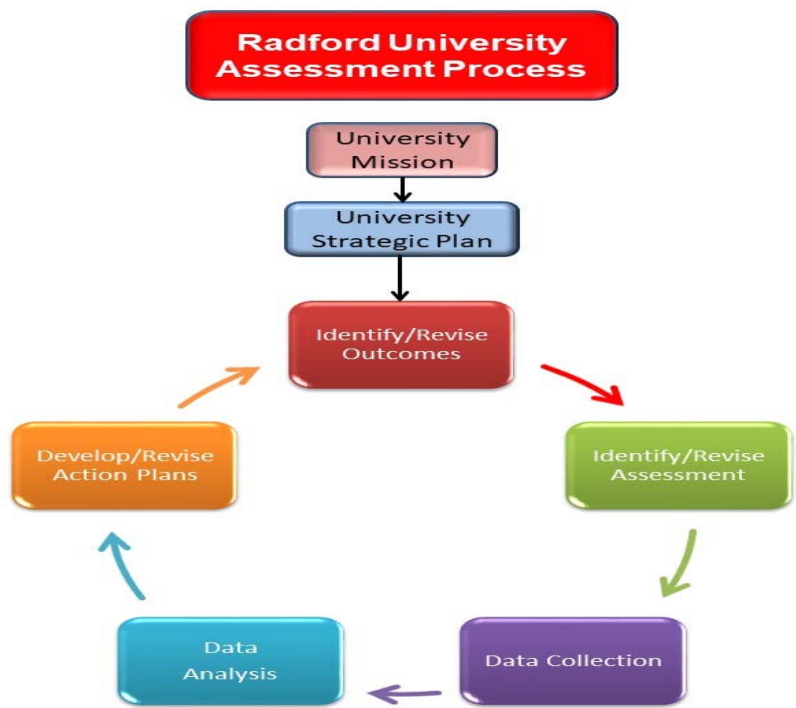 Radford University
Assessment Process
University
Mission
University
Strategic Plan
Identify/Revise
Outcomes
Identify/Revise
Assessment
Data Collection
Data
Analysis
Develop/Revise
Action Plans